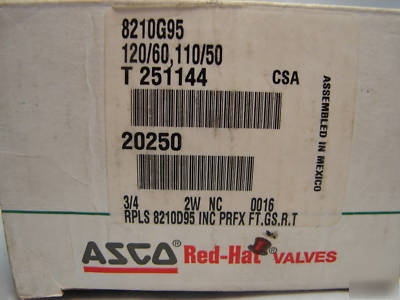 8210G95
120/60,110/50
T 251144 CSA
20250
3/4 2W NC 0016
RPLS 8210D95 INC PRFX FT.GS.R.T
ASSEMBLED IN MEXICO
ASCO® Red-Hat® VALVES